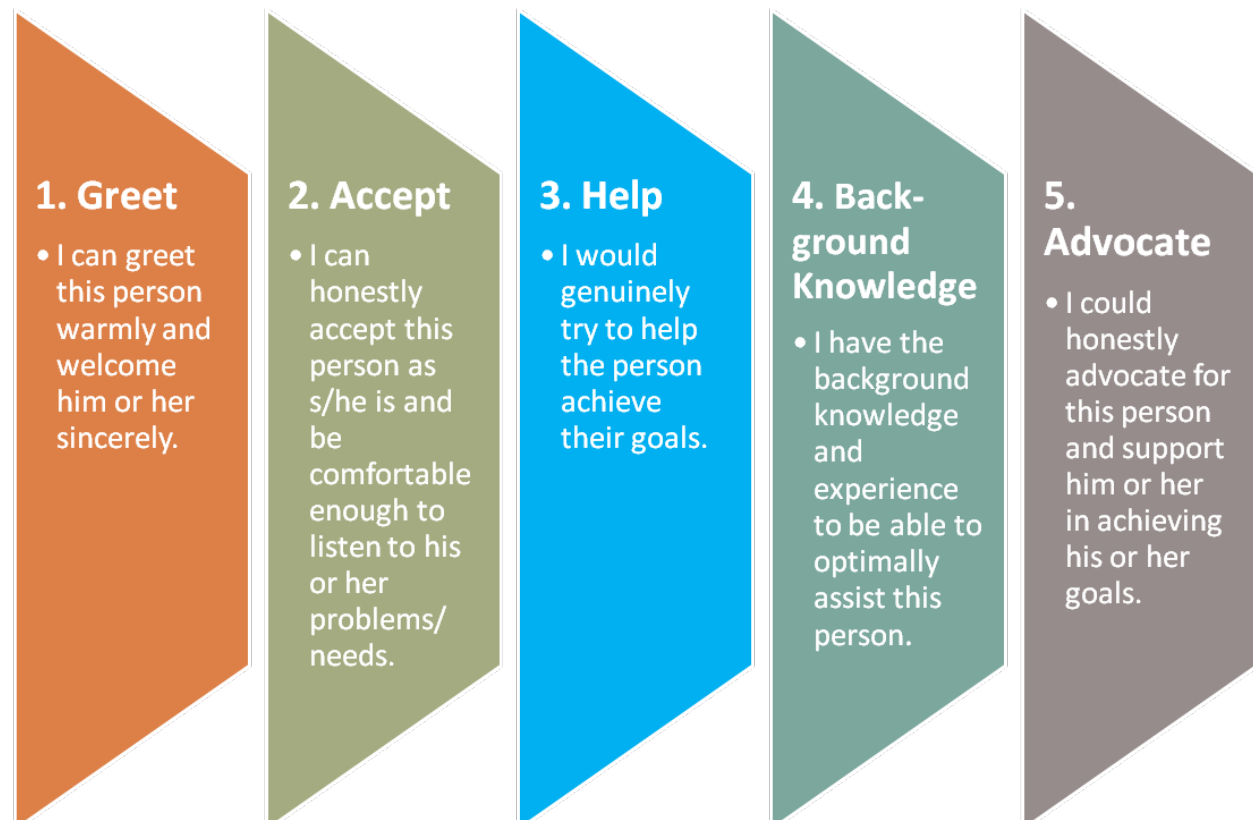 1. Greet
• I can greet
this person
warmly and
welcome
him or her
sincerely.
2. Accept
• I can
honestly
accept this
person as
s/he is and
be
comfortable
enough to
listen to his
or her
problems/
needs.
3. Help
• I would
genuinely
try to help
the person
achieve
their goals.
4. Back-
ground
Knowledge
• I have the
background
knowledge
and
experience
to be able to
optimally
assist this
person.
5.
Advocate
• I could
honestly
advocate for
this person
and support
him or her
in achieving
his or her
goals.